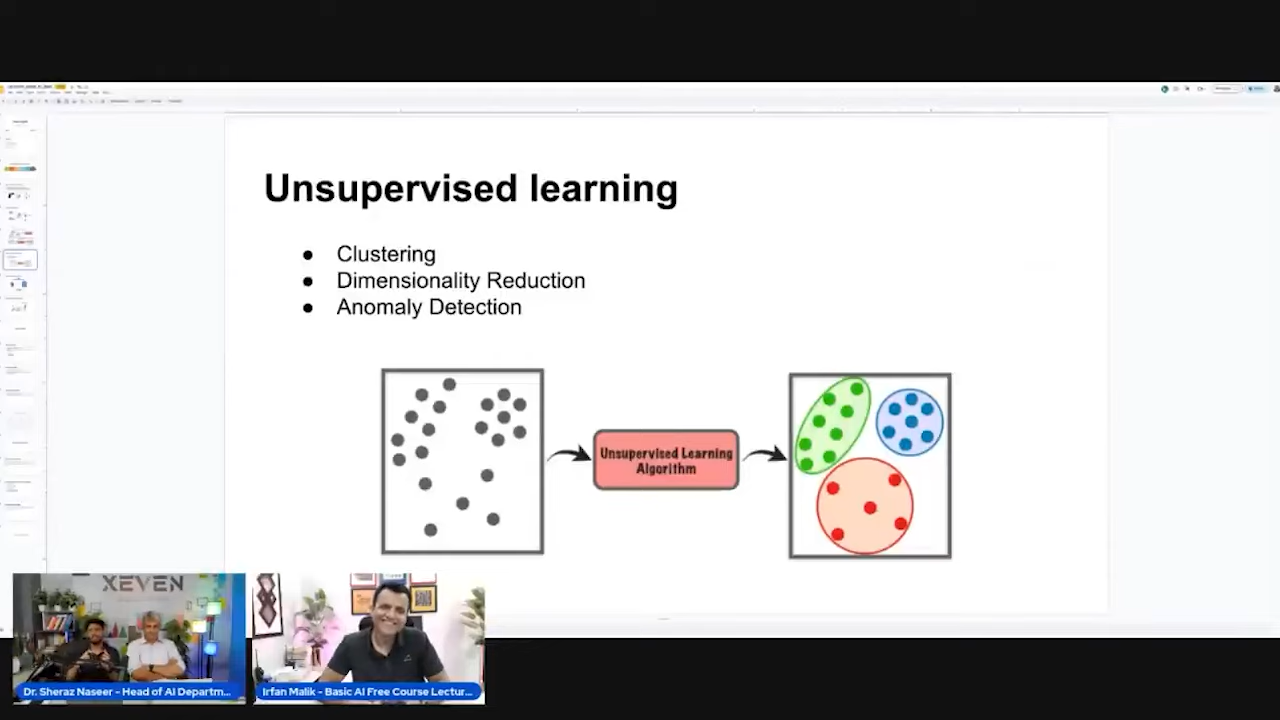 Unsupervised learning
● Clustering
● Dimensionality Reduction
● Anomaly Detection
Unsupervised Learning
Algorithm
XEVEN
Dr. Sheraz Naseer - Head of AI Departm...
Irfan Malik - Basic AI Free Course Lectur...